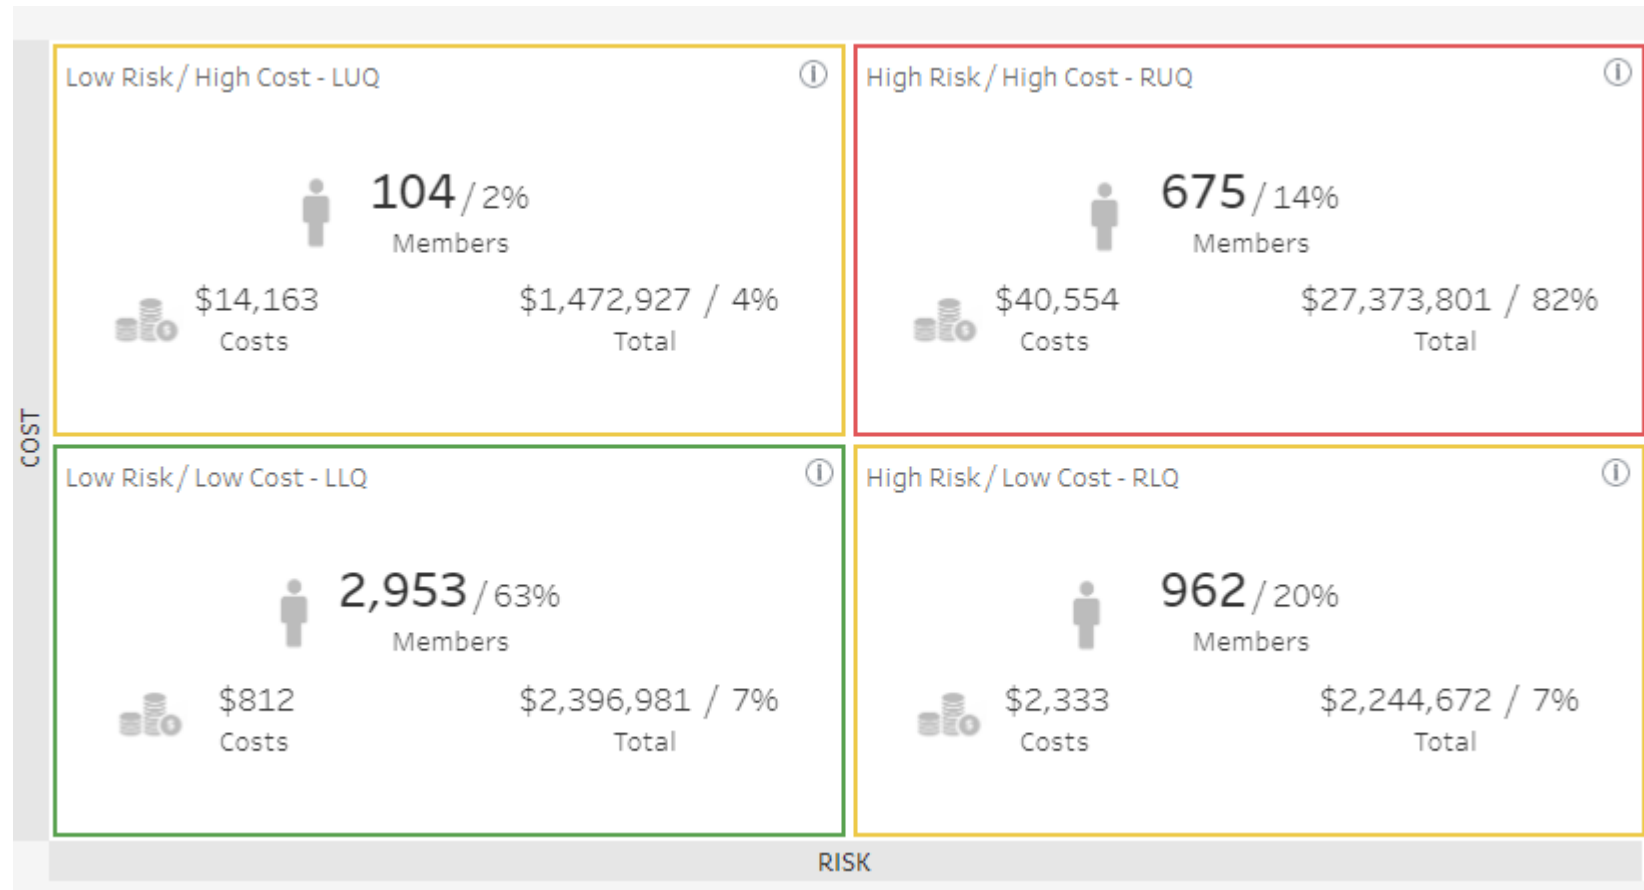 Low Risk / High Cost - LUQ
104 / 2%
Members
$14,163
Costs
$1,472,927 / 4%
Total
High Risk / High Cost - RUQ
675 / 14%
Members
$40,554
Costs
$27,373,801 / 82%
Total
COST
Low Risk / Low Cost - LLQ
2,953 / 63%
Members
$812
Costs
$2,396,981 / 7%
Total
High Risk / Low Cost - RLQ
962 / 20%
Members
$2,333
Costs
$2,244,672 / 7%
Total
RISK